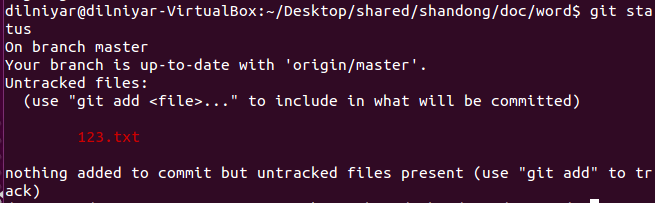 dilniyar@dilniyar-VirtualBox:~/Desktop/shared/shandong/doc/word$ git sta
tus
On branch master
Your branch is up-to-date with 'origin/master'.
Untracked files:
  (use "git add <file>..." to include in what will be committed)
        123.txt
nothing added to commit but untracked files present (use "git add" to tr
ack)